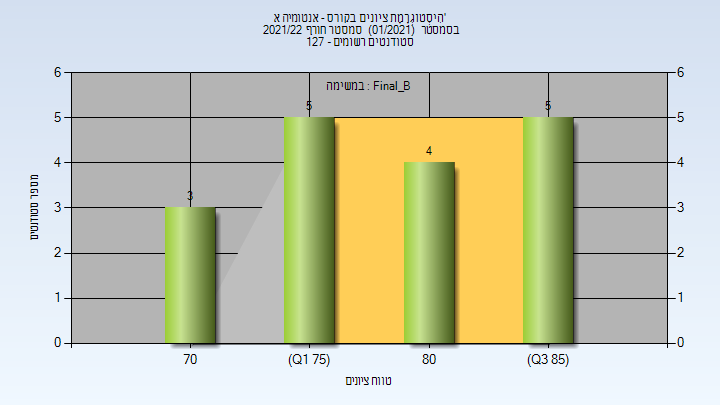 היסטוגרמת ציונים בקורס - אנטומיה א'
בסמסטר (01/2021) סמסטר חורף 2021/22
סטודנטים רשומים - 127
במשימה : Final_B
6
5
4
3
2
1
0
6
5
4
3
2
1
0
3
5
4
5
מספר סטודנטים
70
(Q1 75)
80
(Q3 85)
טווח ציונים